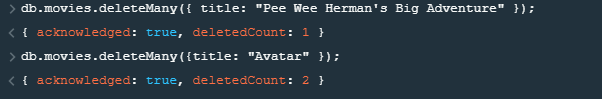 > db.movies.deleteMany({ title: "Pee Wee Herman's Big Adventure" });
< { acknowledged: true, deletedCount: 1 }
> db.movies.deleteMany({title: "Avatar" });
< { acknowledged: true, deletedCount: 2 }